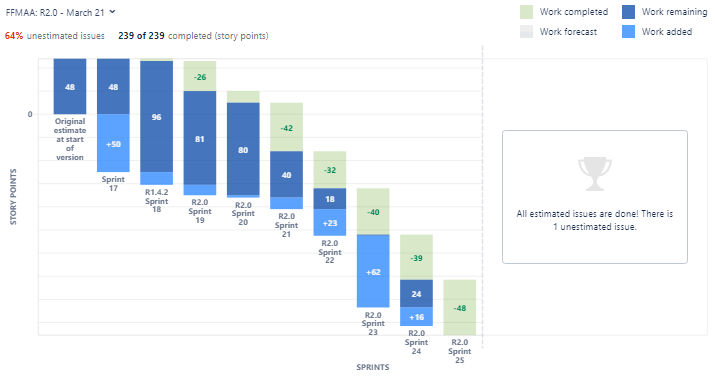 FFMAA: R2.0 - March 21
64% unestimated issues 239 of 239 completed (story points)
Work completed
Work remaining
Work forecast
Work added
STORY POINTS
0
48
Original
estimate
at start
of
version
48
+50
Sprint
17
96
R1.4.2
Sprint
18
-26
81
R2.0
Sprint
19
80
R2.0
Sprint
20
-42
40
R2.0
Sprint
21
-32
18
+23
R2.0
Sprint
22
-40
+62
R2.0
Sprint
23
-39
24
+16
R2.0
Sprint
24
-48
R2.0
Sprint
25
SPRINTS
All estimated issues are done! There is
1 unestimated issue.